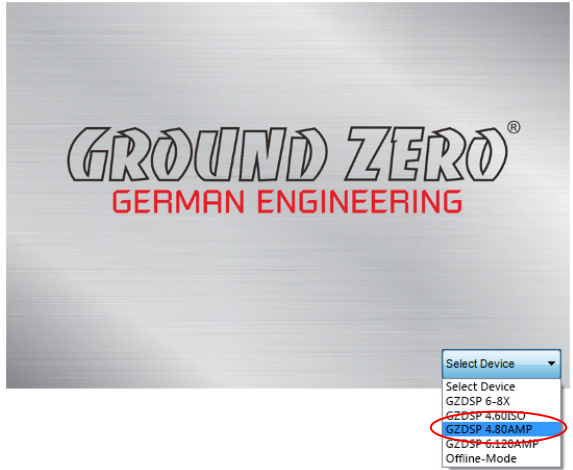 GROUND ZERO®
GERMAN ENGINEERING
Select Device
Select Device
GZDSP 6-8X
GZDSP 4.60ISO
GZDSP 4.80AMP
GZDSP 6.120AMP
Offline-Mode